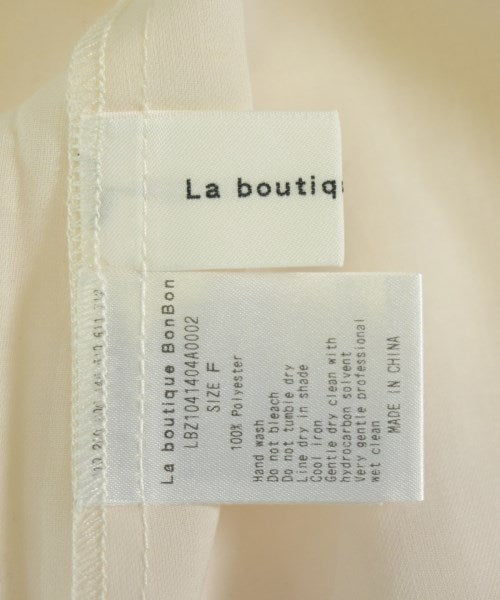 La boutiq
La boutique BonBon
LBZ1041404A0002
SIZE F
100% Polyester
Hand wash
Do not bleach
Do not tumble dry
Line dry in shade
Cool iron
Gentle dry clean with
hydrocarbon solvent
Very gentle professional
wet clean
MADE IN CHINA